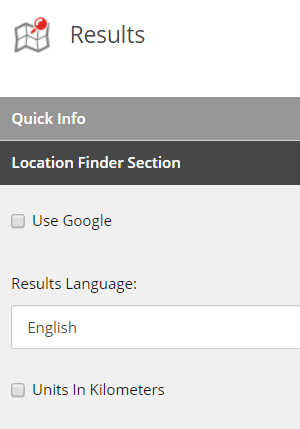 Results
Quick Info
Location Finder Section
Use Google
Results Language:
English
Units In Kilometers